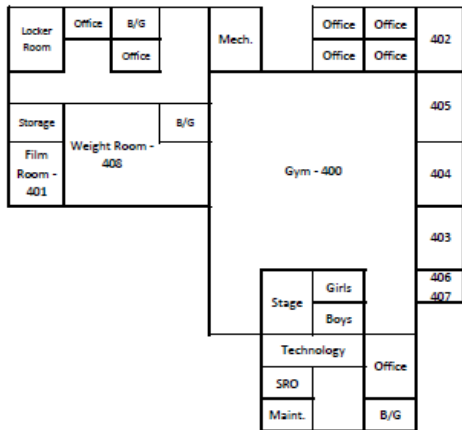 Locker
Room
Office
B/G
Office
Mech.
Office
Office
Office
Office
402
Storage
Weight Room -
408
B/G
Film
Room -
401
Gym - 400
405
404
403
406
407
Stage
Girls
Boys
Technology
Office
SRO
Maint.
B/G